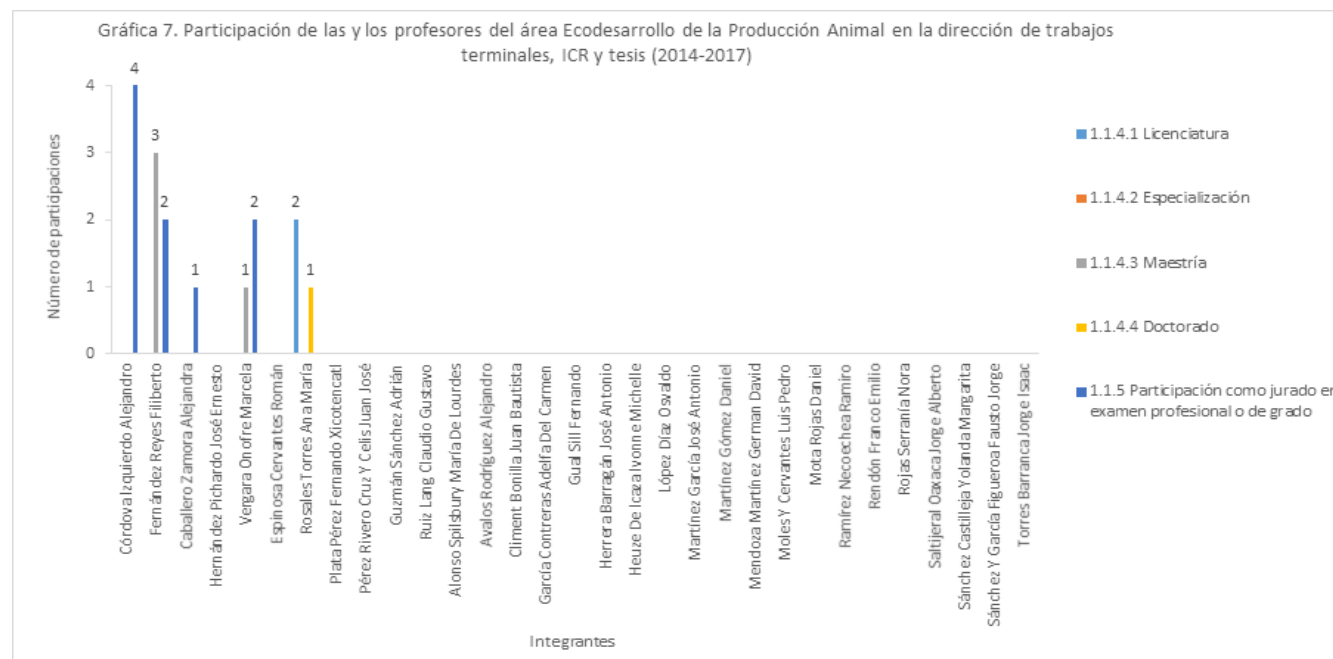 Gráfica 7. Participación de las y los profesores del área Ecodesarrollo de la Producción Animal en la dirección de trabajos
terminales, ICR y tesis (2014-2017)
Número de participaciones
4
3
2
1
0
4
3
2
1
1
2
2
1
Córdova Izquierdo Alejandro
Fernández Reyes Filiberto
Caballero Zamora Alejandra
Hernández Pichardo José Ernesto
Vergara Onofre Marcela
Espinosa Cervantes Román
Rosales Torres Ana María
Plata Pérez Fernando Xicotencatl
Pérez Rivero Cruz Y Celis Juan José
Guzmán Sánchez Adrián
Ruiz Lang Claudio Gustavo
Alonso Spilsbury María De Lourdes
Avalos Rodríguez Alejandro
Climent Bonilla Juan Bautista
García Contreras Adelfa Del Carmen
Gual Sill Fernando
Herrera Barragán José Antonio
Heuze De Icaza Ivonne Michelle
López Díaz Osvaldo
Martínez García José Antonio
Martínez Gómez Daniel
Mendoza Martínez German David
Moles Y Cervantes Luis Pedro
Mota Rojas Daniel
Ramírez Necoechea Ramiro
Rendón Franco Emilio
Rojas Serranía Nora
Saltijeral Oaxaca Jorge Alberto
Sánchez Castilleja Yolanda Margarita
Sánchez Y García Figueroa Fausto Jorge
Torres Barranca Jorge Issac
Integrantes
1.1.4.1 Licenciatura
1.1.4.2 Especialización
1.1.4.3 Maestría
1.1.4.4 Doctorado
1.1.5 Participación como jurado en
examen profesional o de grado